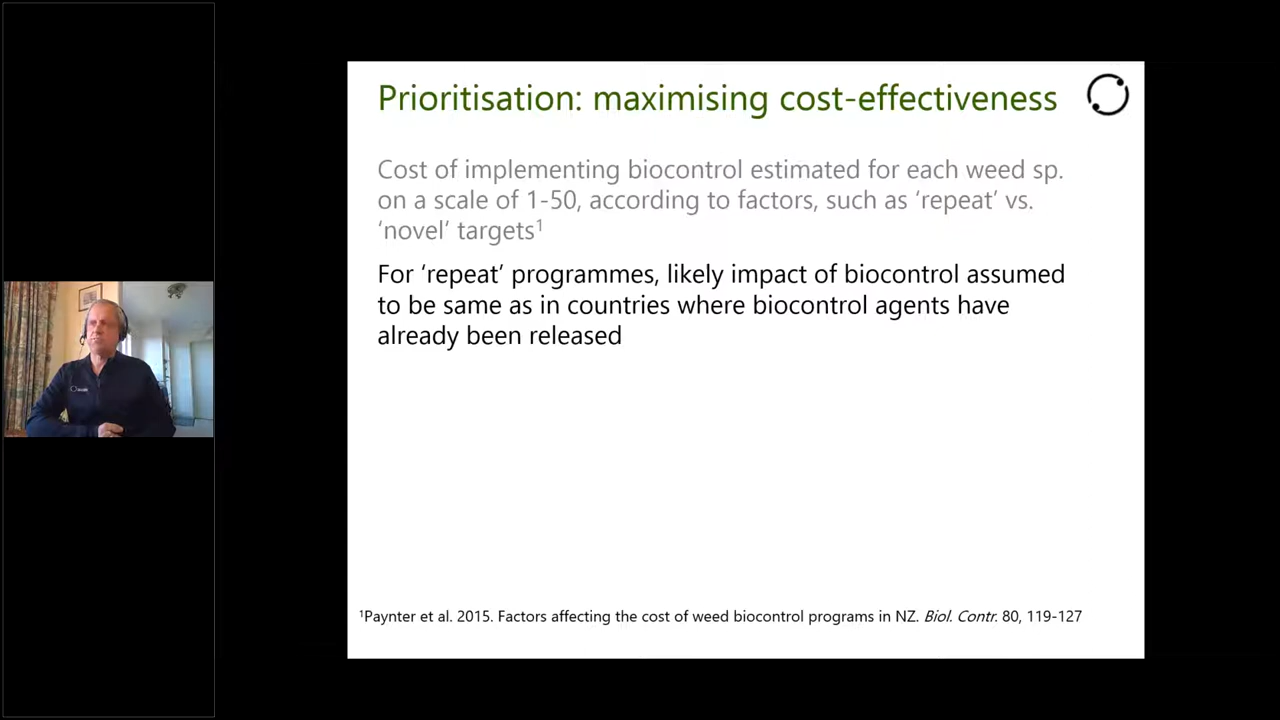 Prioritisation: maximising cost-effectiveness
Cost of implementing biocontrol estimated for each weed sp.
on a scale of 1-50, according to factors, such as ‘repeat’ vs.
‘novel’ targets¹
For ‘repeat’ programmes, likely impact of biocontrol assumed
to be same as in countries where biocontrol agents have
already been released
¹Paynter et al. 2015. Factors affecting the cost of weed biocontrol programs in NZ. Biol. Contr. 80, 119-127